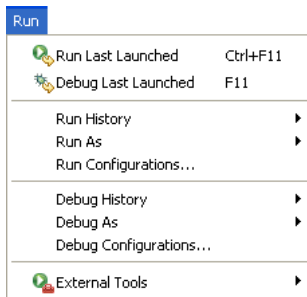 Run
Run Last Launched Ctrl+F11
Debug Last Launched F11
Run History
Run As
Run Configurations...
Debug History
Debug As
Debug Configurations...
External Tools